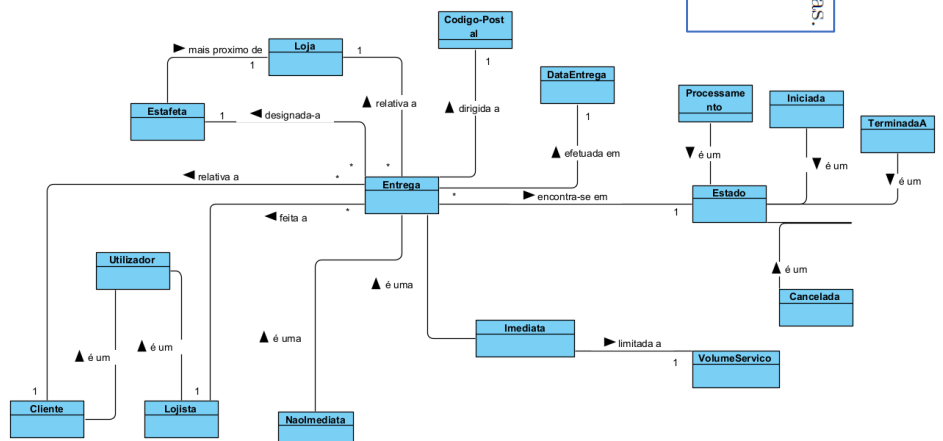 as.
Codigo-Post
al
1
mais proximo de
1
Loja
1
DataEntrega
1
Estafeta
1
designada-a
relativa a
dirigida a
Processame
nto
Iniciada
TerminadaA
efetuada em
é um
é um
é um
relativa a
*
*
*
Entrega
*
encontra-se em
1
Estado
feita a
*
Utilizador
é uma
é um
Cancelada
é um
é um
é uma
Imediata
limitada a
1
VolumeServico
1
Cliente
1
Lojista
NaoImediata